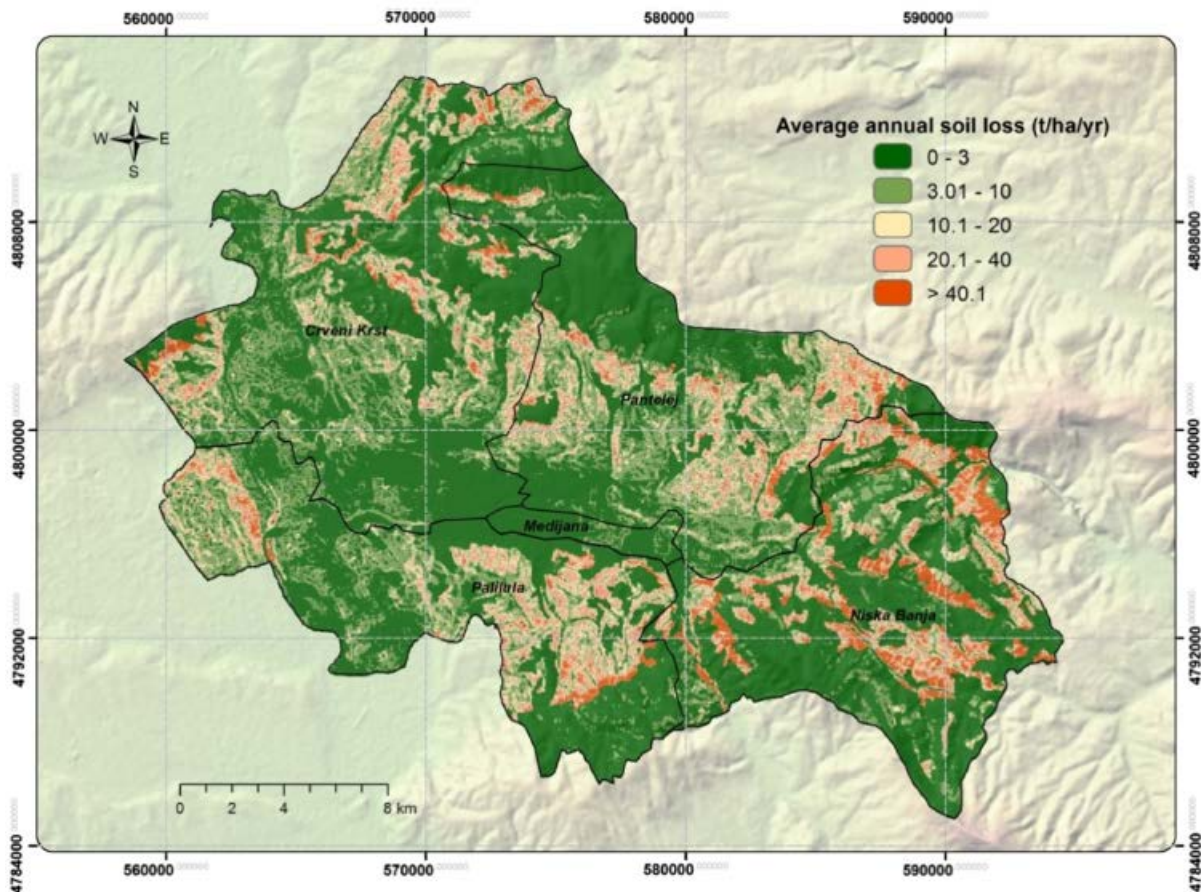 560000 570000 580000 590000
N
W E
S
Average annual soil loss (t/ha/yr)
0 - 3
3.01 - 10
10.1 - 20
20.1 - 40
> 40.1
4808000 4808000
Crveni Krst
Pantelej
4800000 4800000
Medijana
Palilula
Niska Banja
4792000 4792000
0 2 4 8 km
4784000 4784000
560000 570000 580000 590000